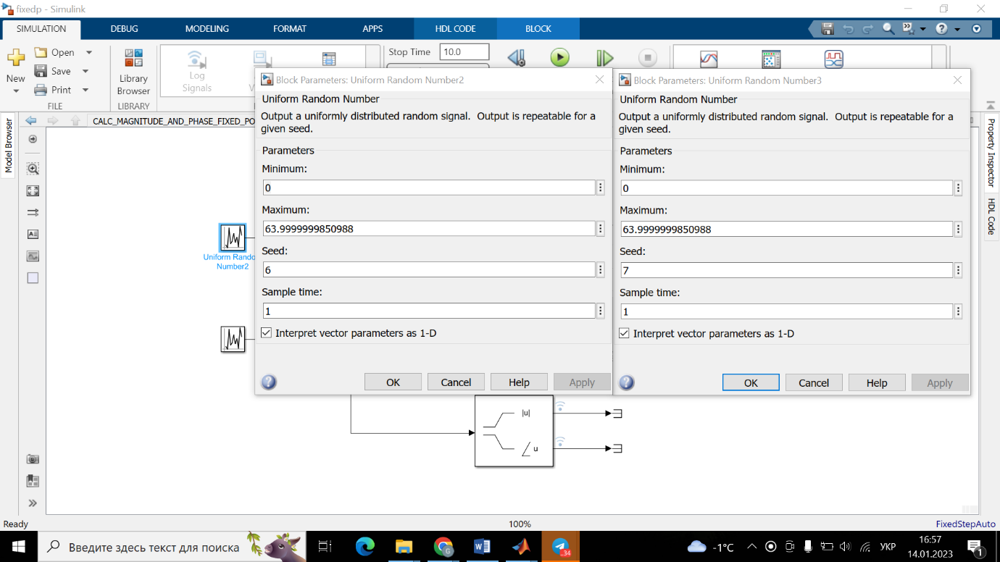 fixedp - Simulink
SIMULATION DEBUG MODELING FORMAT APPS HDL CODE BLOCK
New
Open
Save
Print
FILE
Library
Browser
LIBRARY
Log
Signals
Stop Time 10.0
CALC_MAGNITUDE_AND_PHASE_FIXED_PO
Model Browser
Property Inspector
HDL Code
Uniform Rando
Number2
Block Parameters: Uniform Random Number2
Uniform Random Number
Output a uniformly distributed random signal. Output is repeatable for a
given seed.
Parameters
Minimum:
0
Maximum:
63.9999999850988
Seed:
6
Sample time:
1
Interpret vector parameters as 1-D
OK Cancel Help Apply
Block Parameters: Uniform Random Number3
Uniform Random Number
Output a uniformly distributed random signal. Output is repeatable for a
given seed.
Parameters
Minimum:
0
Maximum:
63.9999999850988
Seed:
7
Sample time:
1
Interpret vector parameters as 1-D
OK Cancel Help Apply
|u|
∠u
Ready 100% FixedStepAuto
Введите здесь текст для поиска
..34
-1°C
УКР
16:57
14.01.2023
1